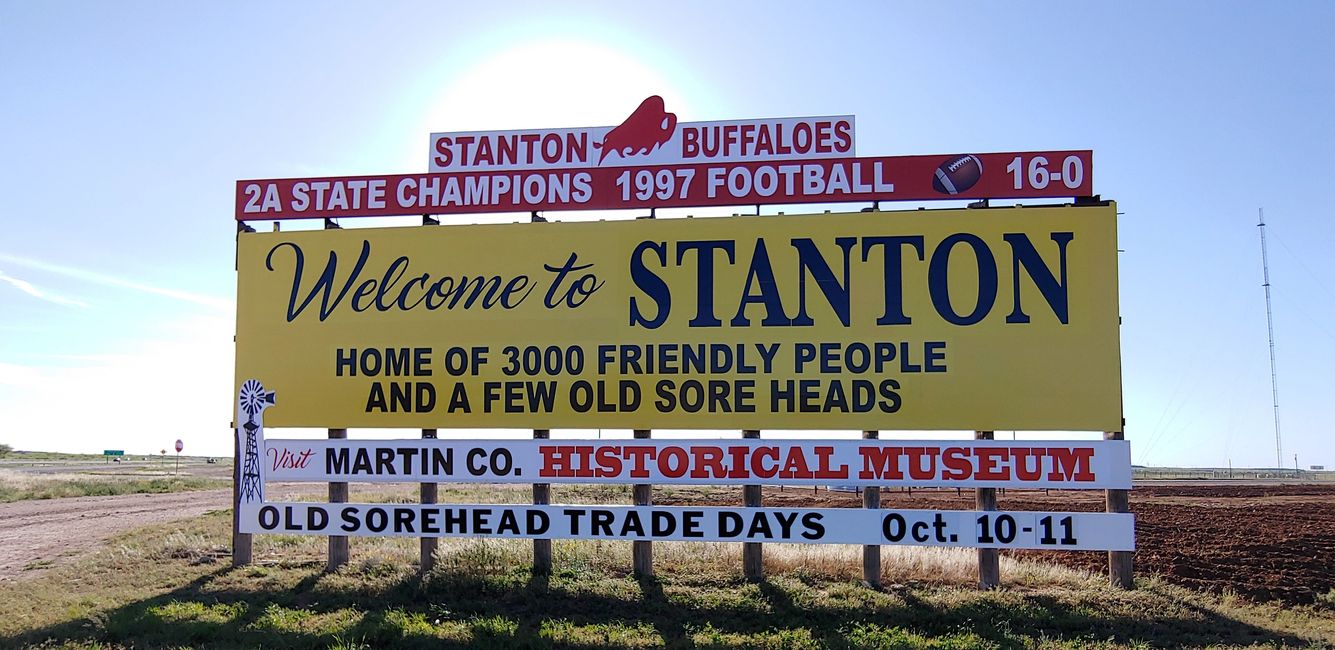 STANTON BUFFALOES
2A STATE CHAMPIONS 1997 FOOTBALL 16-0
Welcome to STANTON
HOME OF 3000 FRIENDLY PEOPLE
AND A FEW OLD SORE HEADS
Visit MARTIN CO. HISTORICAL MUSEUM
OLD SOREHEAD TRADE DAYS Oct. 10-11